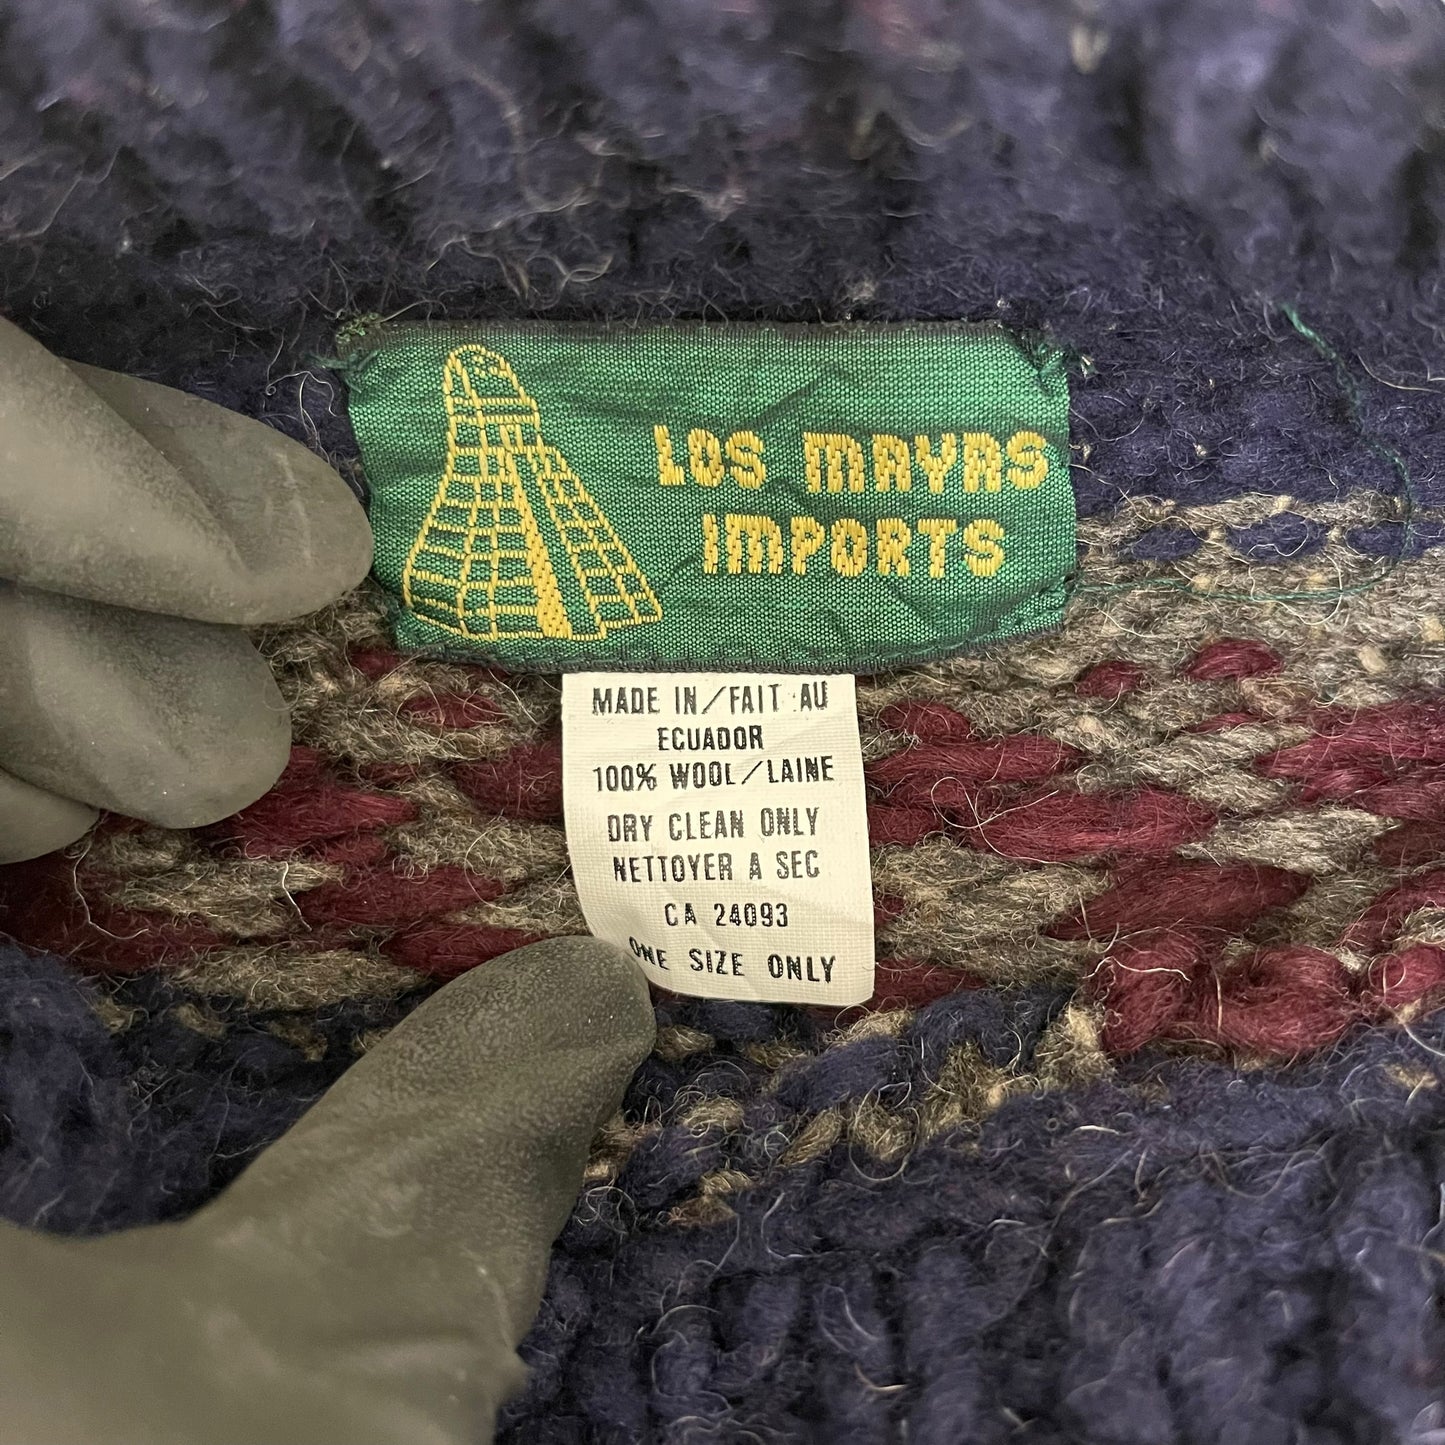 LOS MAYAS
IMPORTS
MADE IN/FAIT AU
ECUADOR
100% WOOL/LAINE
DRY CLEAN ONLY
NETTOYER A SEC
CA 24093
ONE SIZE ONLY